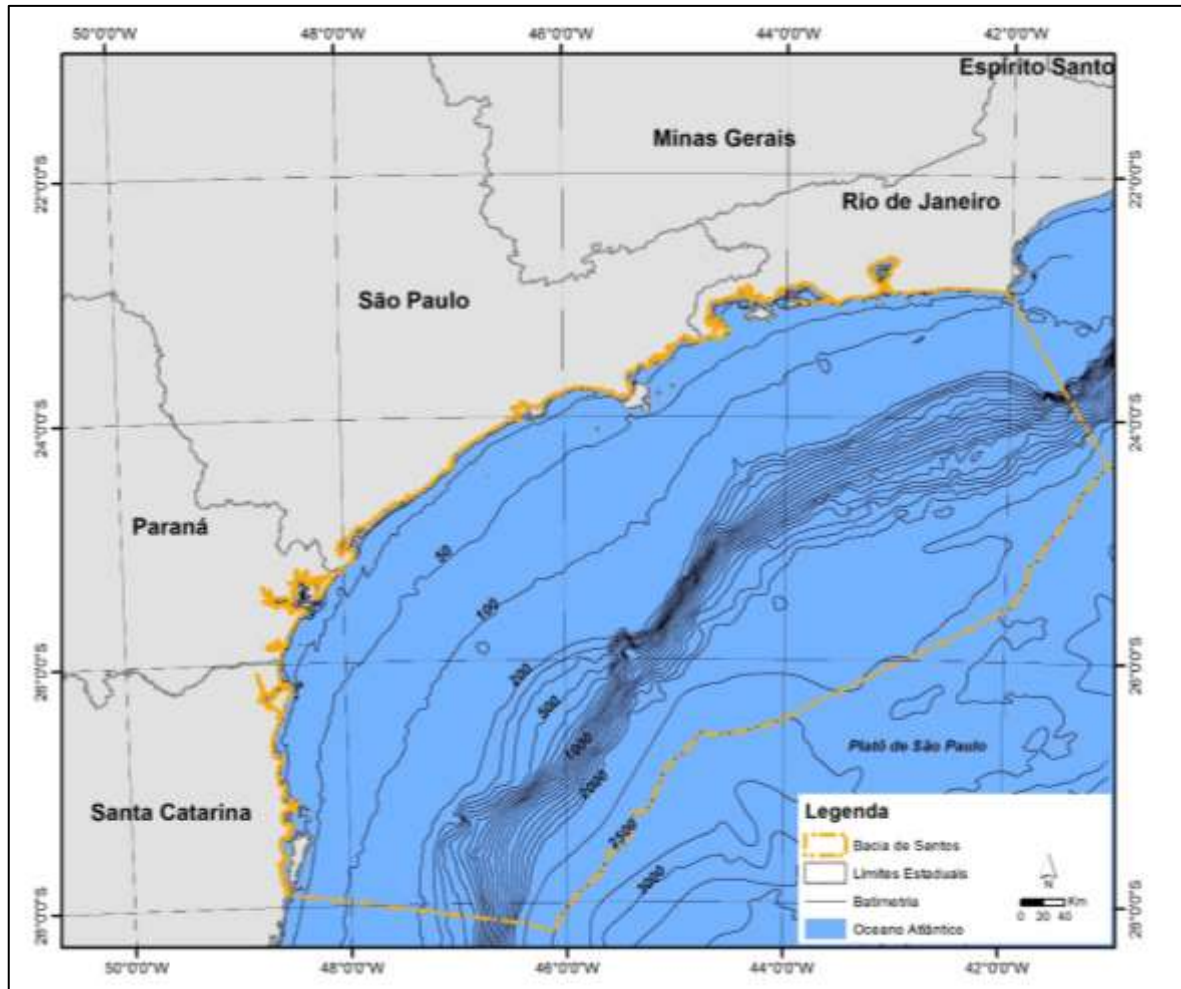 50°0'0"W 48°0'0"W 46°0'0"W 44°0'0"W 42°0'0"W
Espírito Santo
Minas Gerais
22°0'0"S 22°0'0"S
Rio de Janeiro
São Paulo
24°0'0"S 24°0'0"S
Paraná
50
100
26°0'0"S 26°0'0"S
200
500
1000
2000
Platô de São Paulo
Santa Catarina
2500
3000
Legenda
Bacia de Santos
Limites Estaduais
Batimetria
Oceano Atlântico
N
Km
0 20 40
28°0'0"S 28°0'0"S
50°0'0"W 48°0'0"W 46°0'0"W 44°0'0"W 42°0'0"W